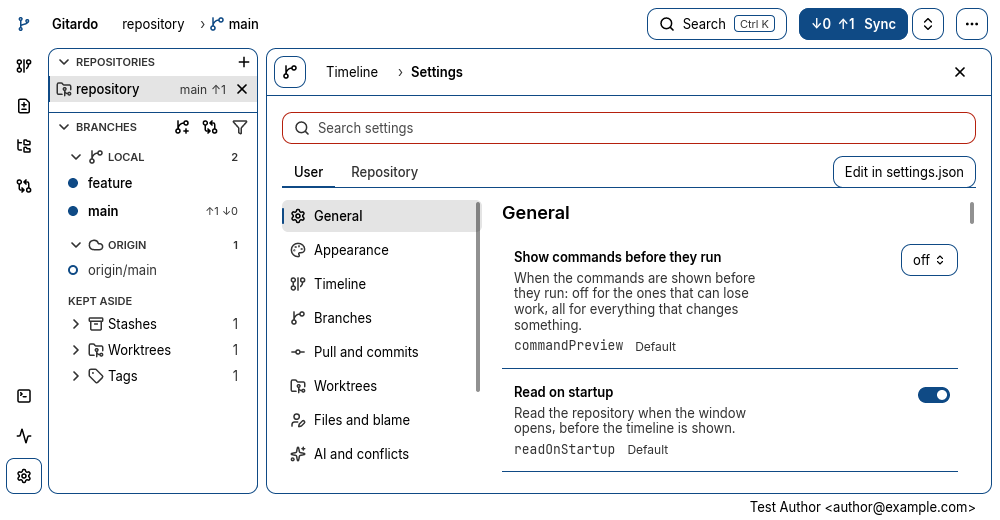 Gitardo repository › main Search Ctrl K ↓0 ↑1 Sync
REPOSITORIES
repository main ↑1
BRANCHES
LOCAL 2
feature
main ↑1 ↓0
ORIGIN 1
origin/main
KEPT ASIDE
Stashes 1
Worktrees 1
Tags 1
Timeline › Settings
Search settings
User Repository Edit in settings.json
General
Appearance
Timeline
Branches
Pull and commits
Worktrees
Files and blame
AI and conflicts
General
Show commands before they run off
When the commands are shown before
they run: off for the ones that can lose
work, all for everything that changes
something.
commandPreview Default
Read on startup
Read the repository when the window
opens, before the timeline is shown.
readOnStartup Default
Test Author <author@example.com>